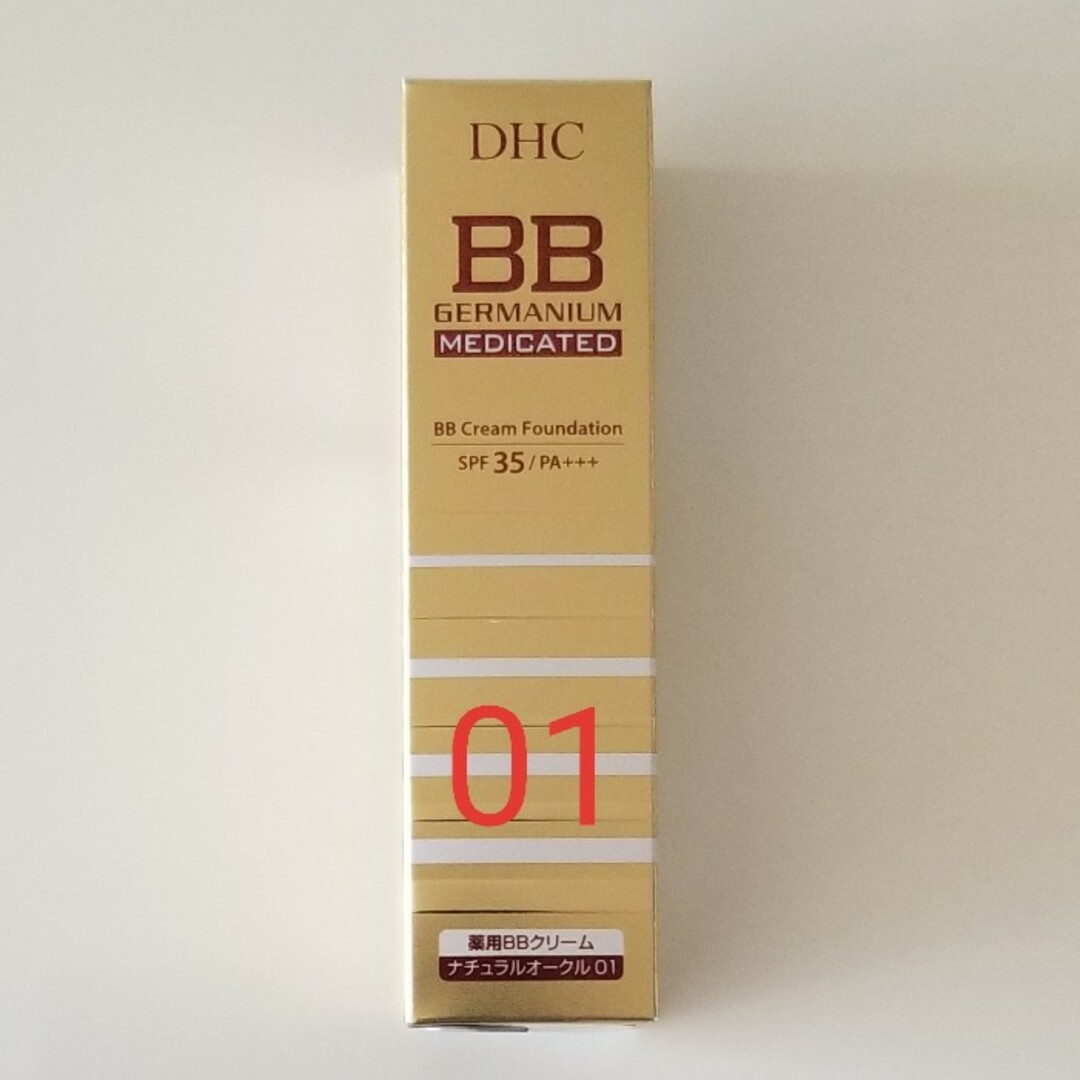 DHC
BB
GERMANIUM
MEDICATED
BB Cream Foundation
SPF 35 / PA+++
01
薬用BBクリーム
ナチュラルオークル 01